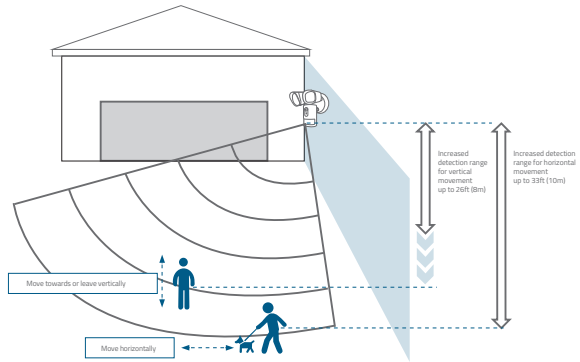 Increased
detection range
for vertical
movement
up to 26ft (8m)
Increased detection
range for horizontal
movement
up to 33ft (10m)
Move towards or leave vertically
Move horizontally